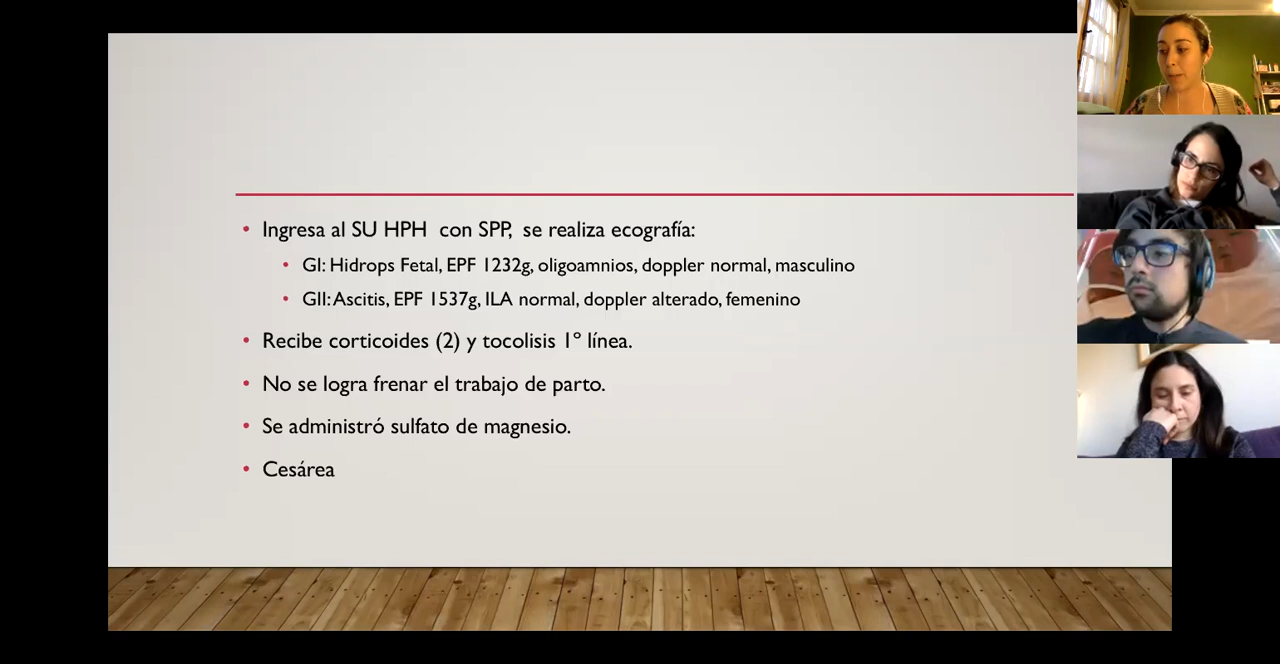 • Ingresa al SU HPH con SPP, se realiza ecografía:
• GI: Hidrops Fetal, EPF 1232g, oligoamnios, doppler normal, masculino
• GII: Ascitis, EPF 1537g, ILA normal, doppler alterado, femenino
• Recibe corticoides (2) y tocolisis 1º línea.
• No se logra frenar el trabajo de parto.
• Se administró sulfato de magnesio.
• Cesárea